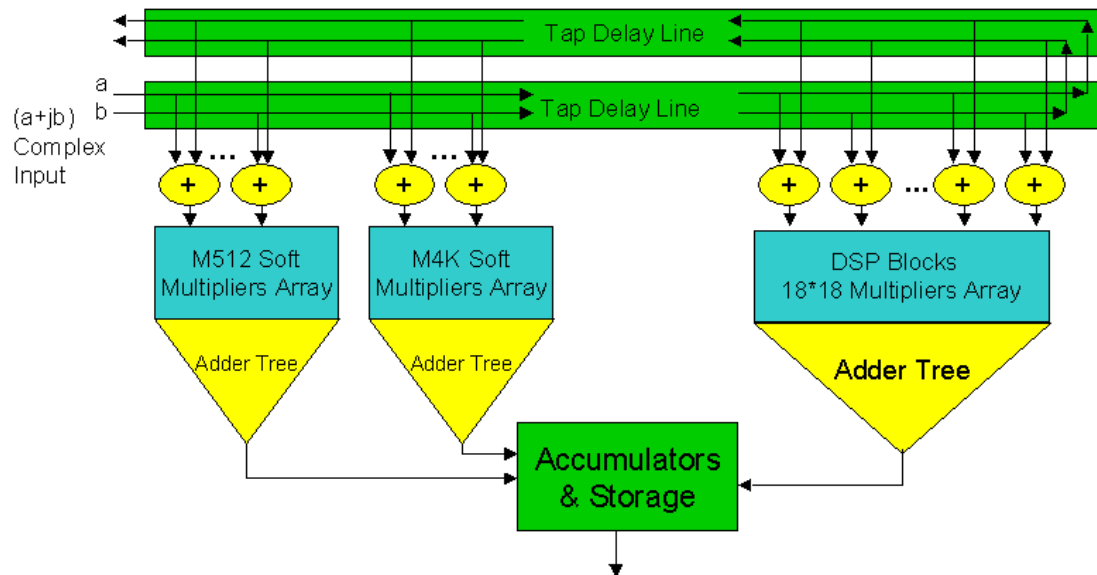 Tap Delay Line
a
Tap Delay Line
b
(a+jb)
Complex
Input
... ... ...
+ + + + + + + +
M512 Soft
Multipliers Array
M4K Soft
Multipliers Array
DSP Blocks
18*18 Multipliers Array
Adder Tree
Adder Tree
Adder Tree
Accumulators
& Storage